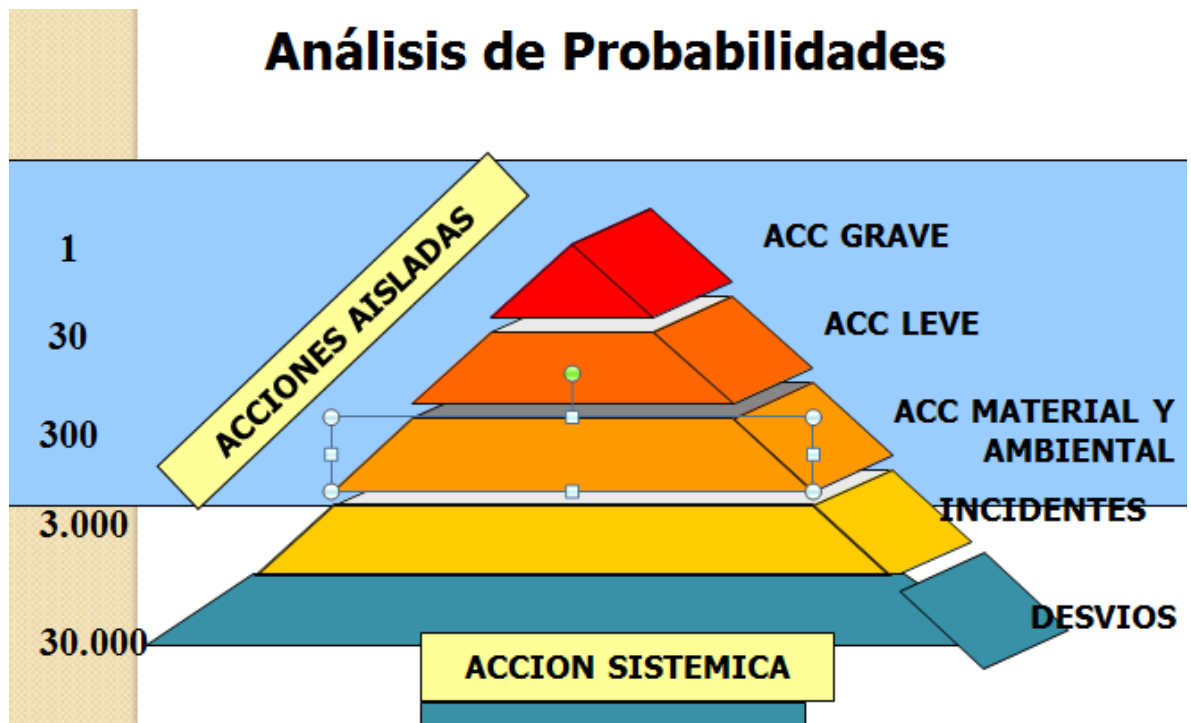 Análisis de Probabilidades
ACCIONES AISLADAS
1
ACC GRAVE
30
ACC LEVE
300
ACC MATERIAL Y
AMBIENTAL
3.000
INCIDENTES
30.000
DESVIOS
ACCION SISTEMICA